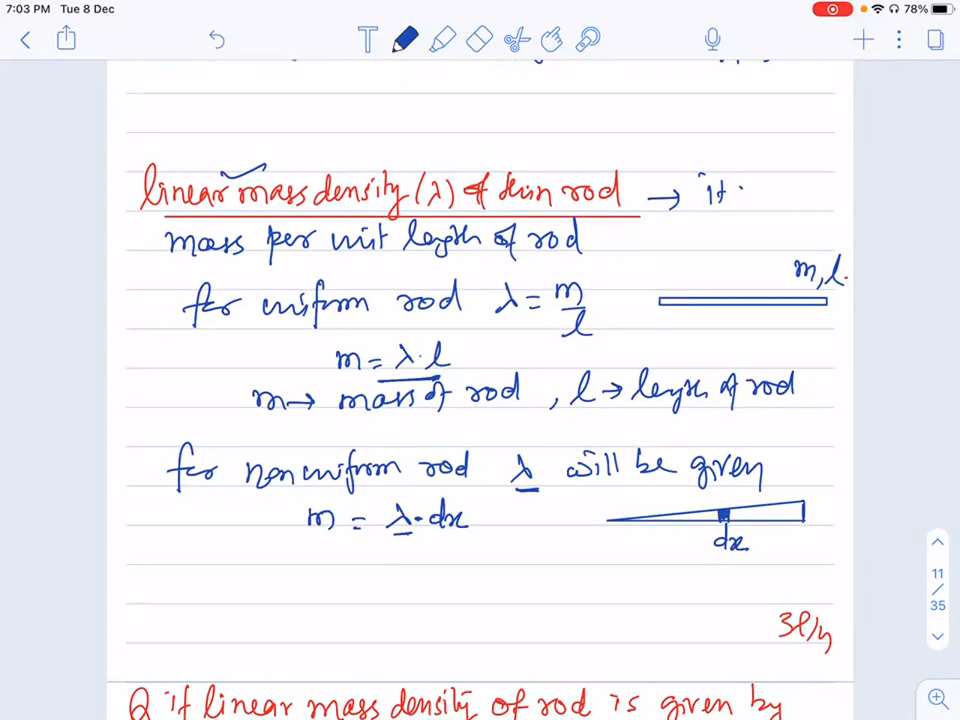 7:03 PM Tue 8 Dec
78%
linear mass density (λ) of thin rod → it
mass per unit length of rod
m, l
for uniform rod λ = m/l
m = λ · l
m → mass of rod , l → length of rod
for nonuniform rod λ will be given
m = λ · dx
dx
11
/
35
Q if linear mass density of rod is given by